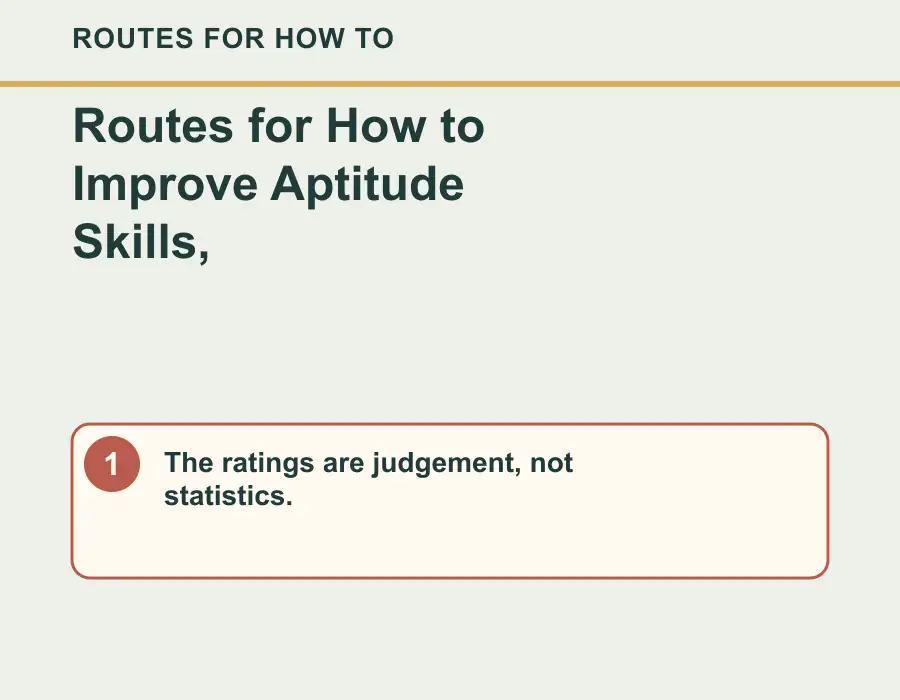 ROUTES FOR HOW TO
Routes for How to
Improve Aptitude
Skills,
1
The ratings are judgement, not
statistics.